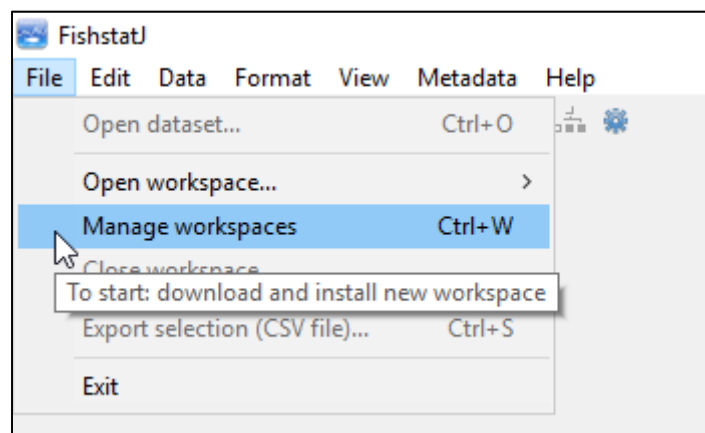 FishstatJ
File Edit Data Format View Metadata Help
Open dataset... Ctrl+O
Open workspace... >
Manage workspaces Ctrl+W
Close workspace
To start: download and install new workspace
Export selection (CSV file)... Ctrl+S
Exit